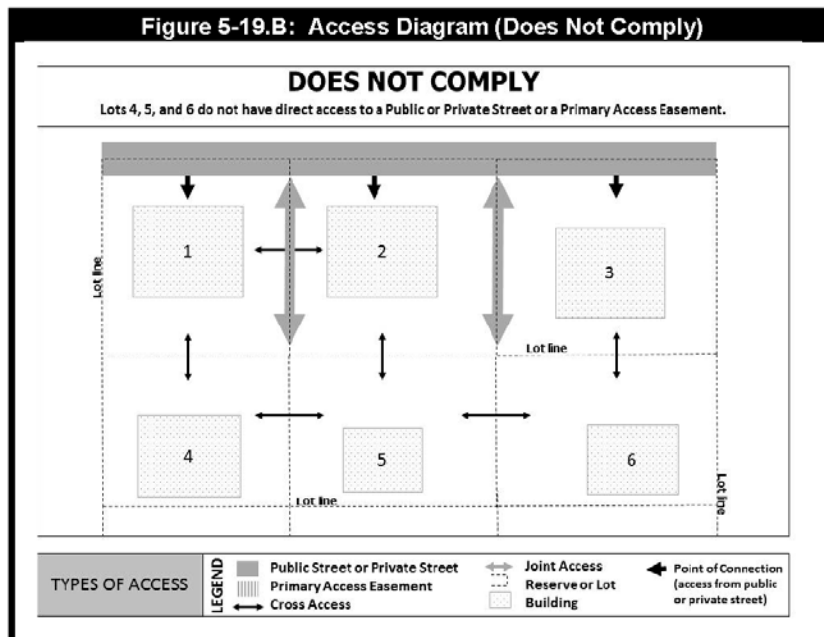 Figure 5-19.B: Access Diagram (Does Not Comply)
DOES NOT COMPLY
Lots 4, 5, and 6 do not have direct access to a Public or Private Street or a Primary Access Easement.
1
2
3
Lot line
Lot line
4
5
6
Lot line
Lot line
TYPES OF ACCESS
LEGEND
Public Street or Private Street
Primary Access Easement
Cross Access
Joint Access
Reserve or Lot
Building
Point of Connection
(access from public
or private street)